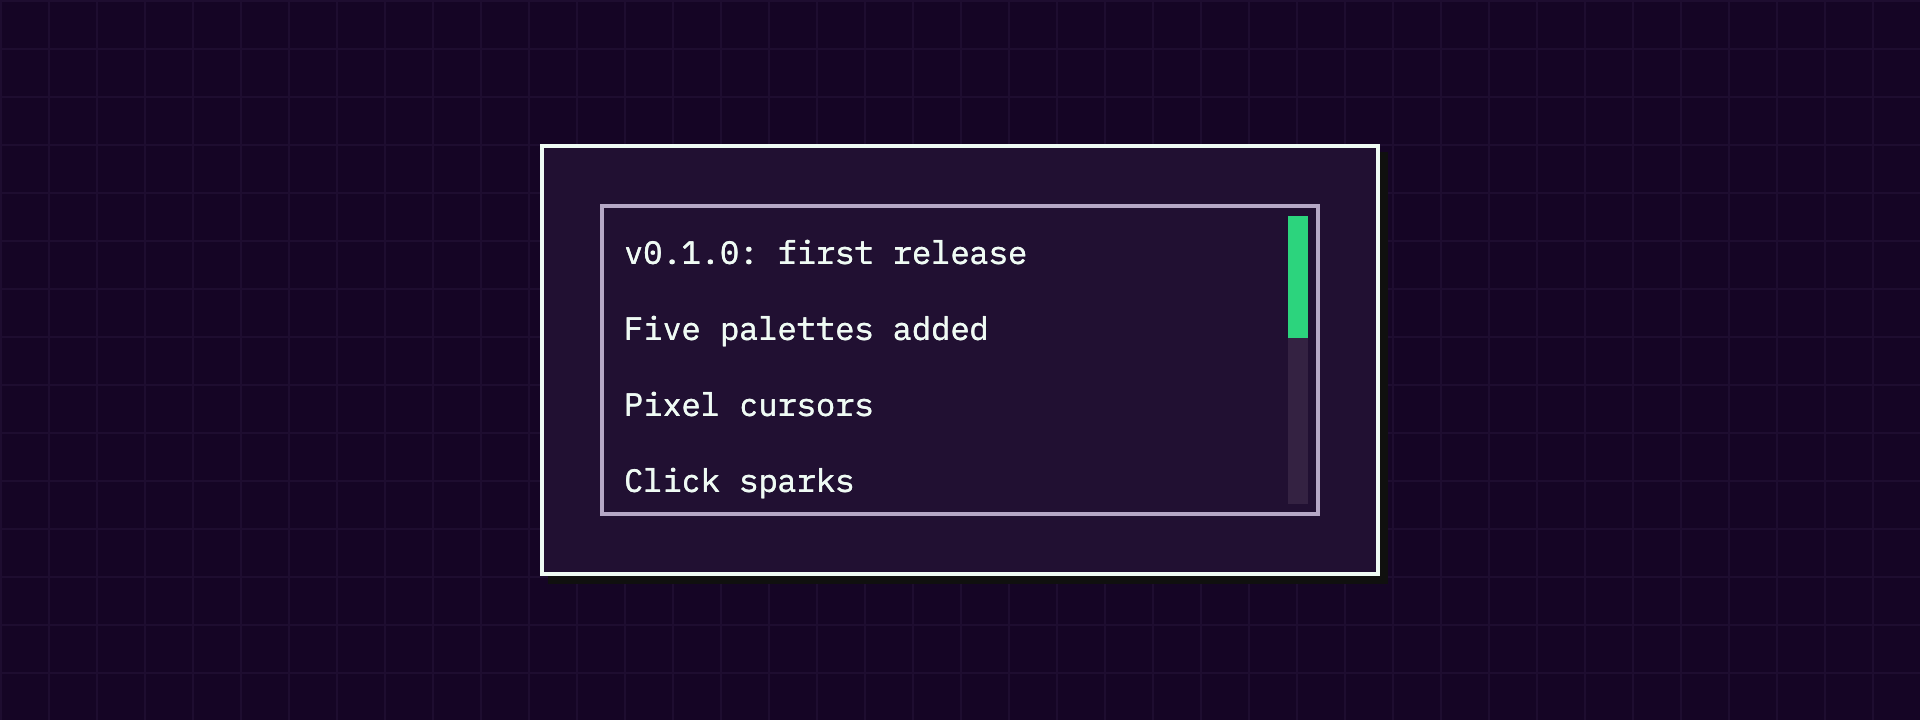 v0.1.0: first release
Five palettes added
Pixel cursors
Click sparks